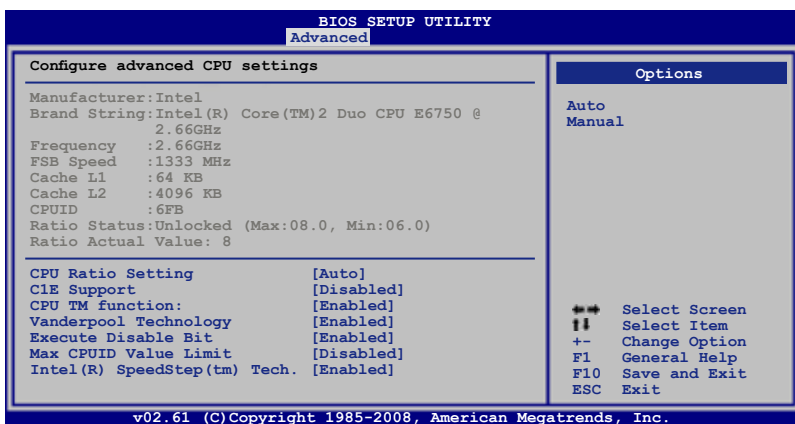 BIOS SETUP UTILITY
Advanced
Configure advanced CPU settings
Manufacturer:Intel
Brand String:Intel(R) Core(TM)2 Duo CPU E6750 @
2.66GHz
Frequency :2.66GHz
FSB Speed :1333 MHz
Cache L1 :64 KB
Cache L2 :4096 KB
CPUID :6FB
Ratio Status:Unlocked (Max:08.0, Min:06.0)
Ratio Actual Value: 8
CPU Ratio Setting [Auto]
C1E Support [Disabled]
CPU TM function: [Enabled]
Vanderpool Technology [Enabled]
Execute Disable Bit [Enabled]
Max CPUID Value Limit [Disabled]
Intel(R) SpeedStep(tm) Tech. [Enabled]
Options
Auto
Manual
Select Screen
Select Item
+- Change Option
F1 General Help
F10 Save and Exit
ESC Exit
v02.61 (C)Copyright 1985-2008, American Megatrends, Inc.